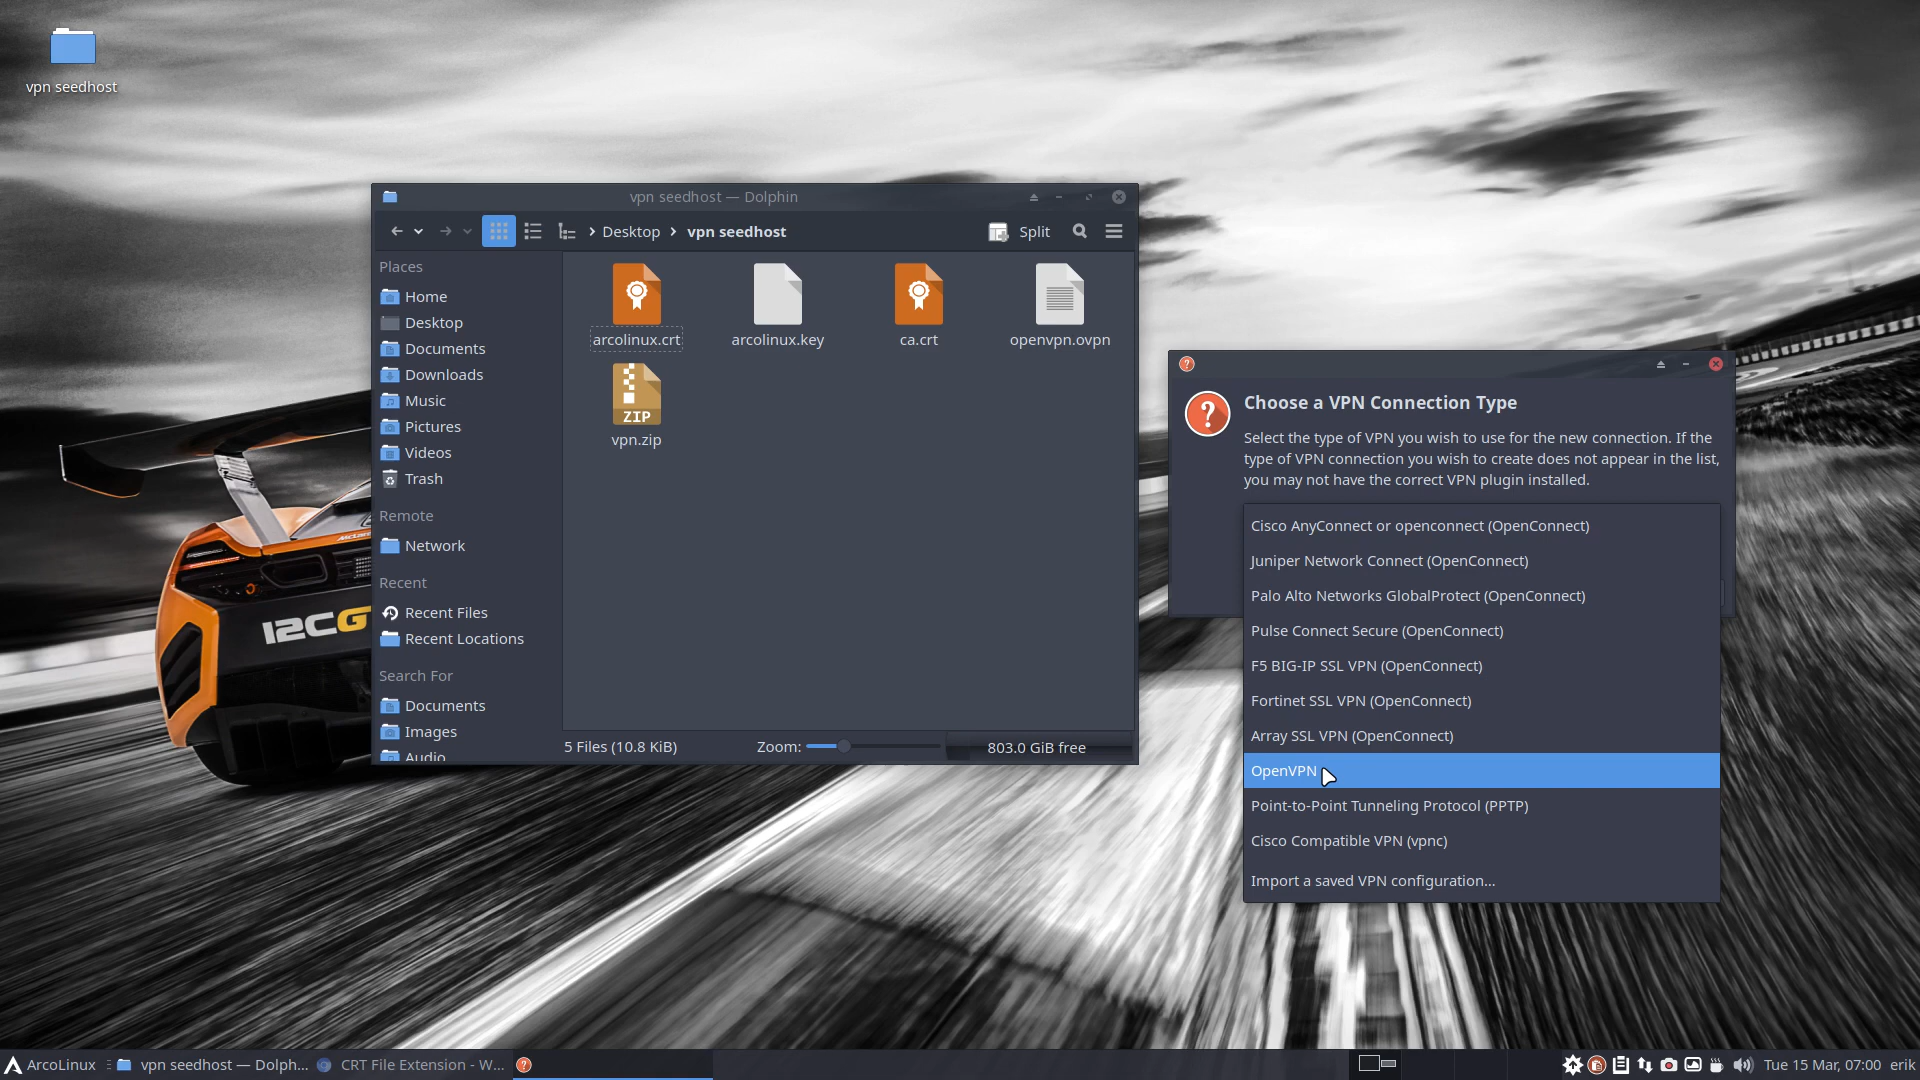 vpn seedhost
vpn seedhost — Dolphin
Desktop
vpn seedhost
Split
Places
Home
Desktop
Documents
Downloads
Music
Pictures
Videos
Trash
Remote
Network
Recent
Recent Files
Recent Locations
Search For
Documents
Images
Audio
arcolinux.crt
arcolinux.key
ca.crt
openvpn.ovpn
ZIP
vpn.zip
5 Files (10.8 KiB)
Zoom:
803.0 GiB free
12CG
Choose a VPN Connection Type
Select the type of VPN you wish to use for the new connection. If the
type of VPN connection you wish to create does not appear in the list,
you may not have the correct VPN plugin installed.
Cisco AnyConnect or openconnect (OpenConnect)
Juniper Network Connect (OpenConnect)
Palo Alto Networks GlobalProtect (OpenConnect)
Pulse Connect Secure (OpenConnect)
F5 BIG-IP SSL VPN (OpenConnect)
Fortinet SSL VPN (OpenConnect)
Array SSL VPN (OpenConnect)
OpenVPN
Point-to-Point Tunneling Protocol (PPTP)
Cisco Compatible VPN (vpnc)
Import a saved VPN configuration...
ArcoLinux
vpn seedhost — Dolph...
CRT File Extension - W...
Tue 15 Mar, 07:00
erik